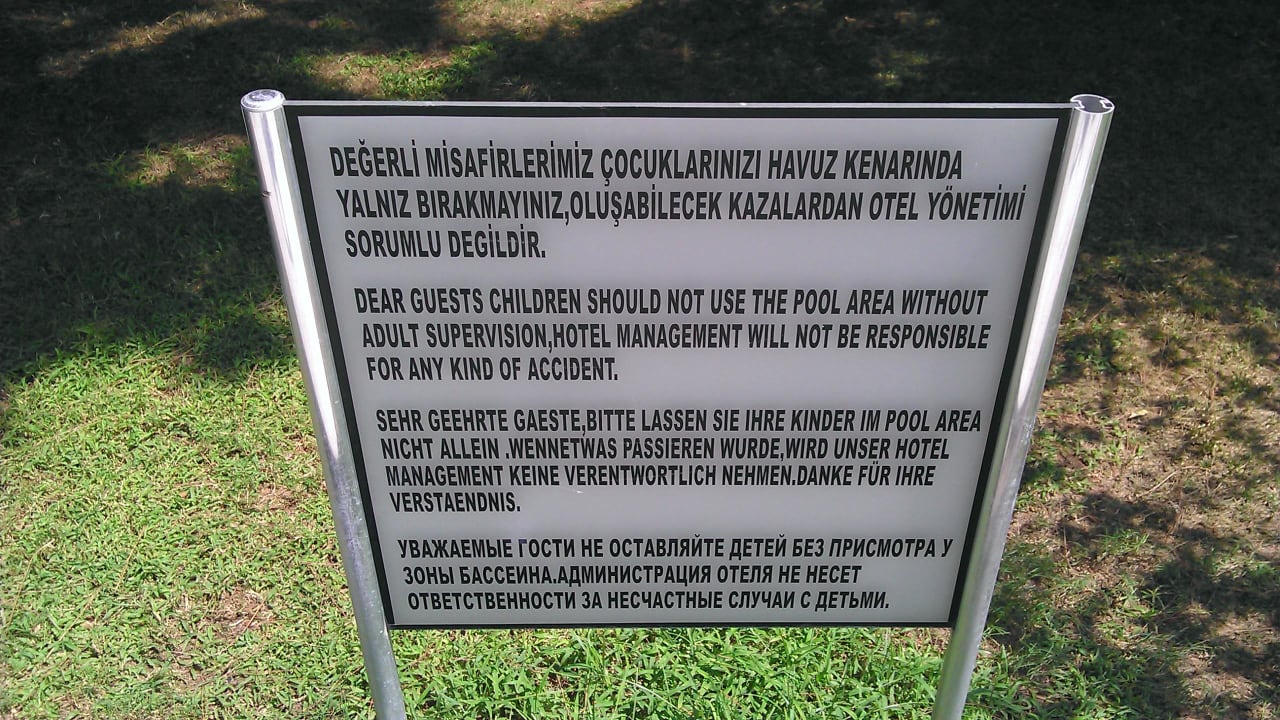 DEĞERLİ MİSAFİRLERİMİZ ÇOCUKLARINIZI HAVUZ KENARINDA
YALNIZ BIRAKMAYINIZ,OLUŞABİLECEK KAZALARDAN OTEL YÖNETİMİ
SORUMLU DEGİLDİR.
DEAR GUESTS CHILDREN SHOULD NOT USE THE POOL AREA WITHOUT
ADULT SUPERVISION,HOTEL MANAGEMENT WILL NOT BE RESPONSIBLE
FOR ANY KIND OF ACCIDENT.
SEHR GEEHRTE GAESTE,BITTE LASSEN SIE IHRE KINDER IM POOL AREA
NICHT ALLEIN .WENNETWAS PASSIEREN WURDE,WIRD UNSER HOTEL
MANAGEMENT KEINE VERENTWORTLICH NEHMEN.DANKE FÜR IHRE
VERSTAENDNIS.
УВАЖАЕМЫЕ ГОСТИ НЕ ОСТАВЛЯЙТЕ ДЕТЕЙ БЕЗ ПРИСМОТРА У
ЗОНЫ БАССЕИНА.АДМИНИСТРАЦИЯ ОТЕЛЯ НЕ НЕСЕТ
ОТВЕТСТВЕННОСТИ ЗА НЕСЧАСТНЫЕ СЛУЧАИ С ДЕТЬМИ.